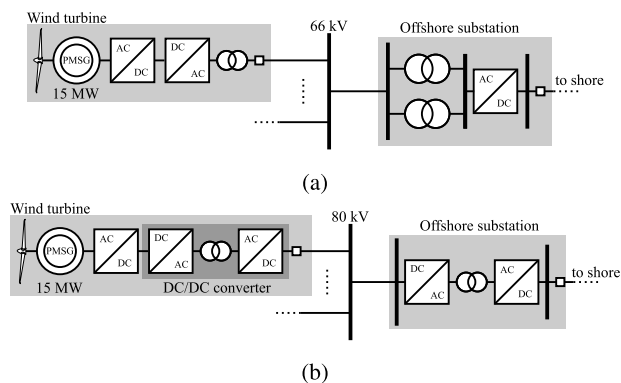 Wind turbine
66 kV
Offshore substation
PMSG
AC
DC
DC
AC
AC
DC
to shore
15 MW
(a)
Wind turbine
80 kV
Offshore substation
PMSG
AC
DC
DC
AC
AC
DC
DC
AC
AC
DC
to shore
15 MW
DC/DC converter
(b)